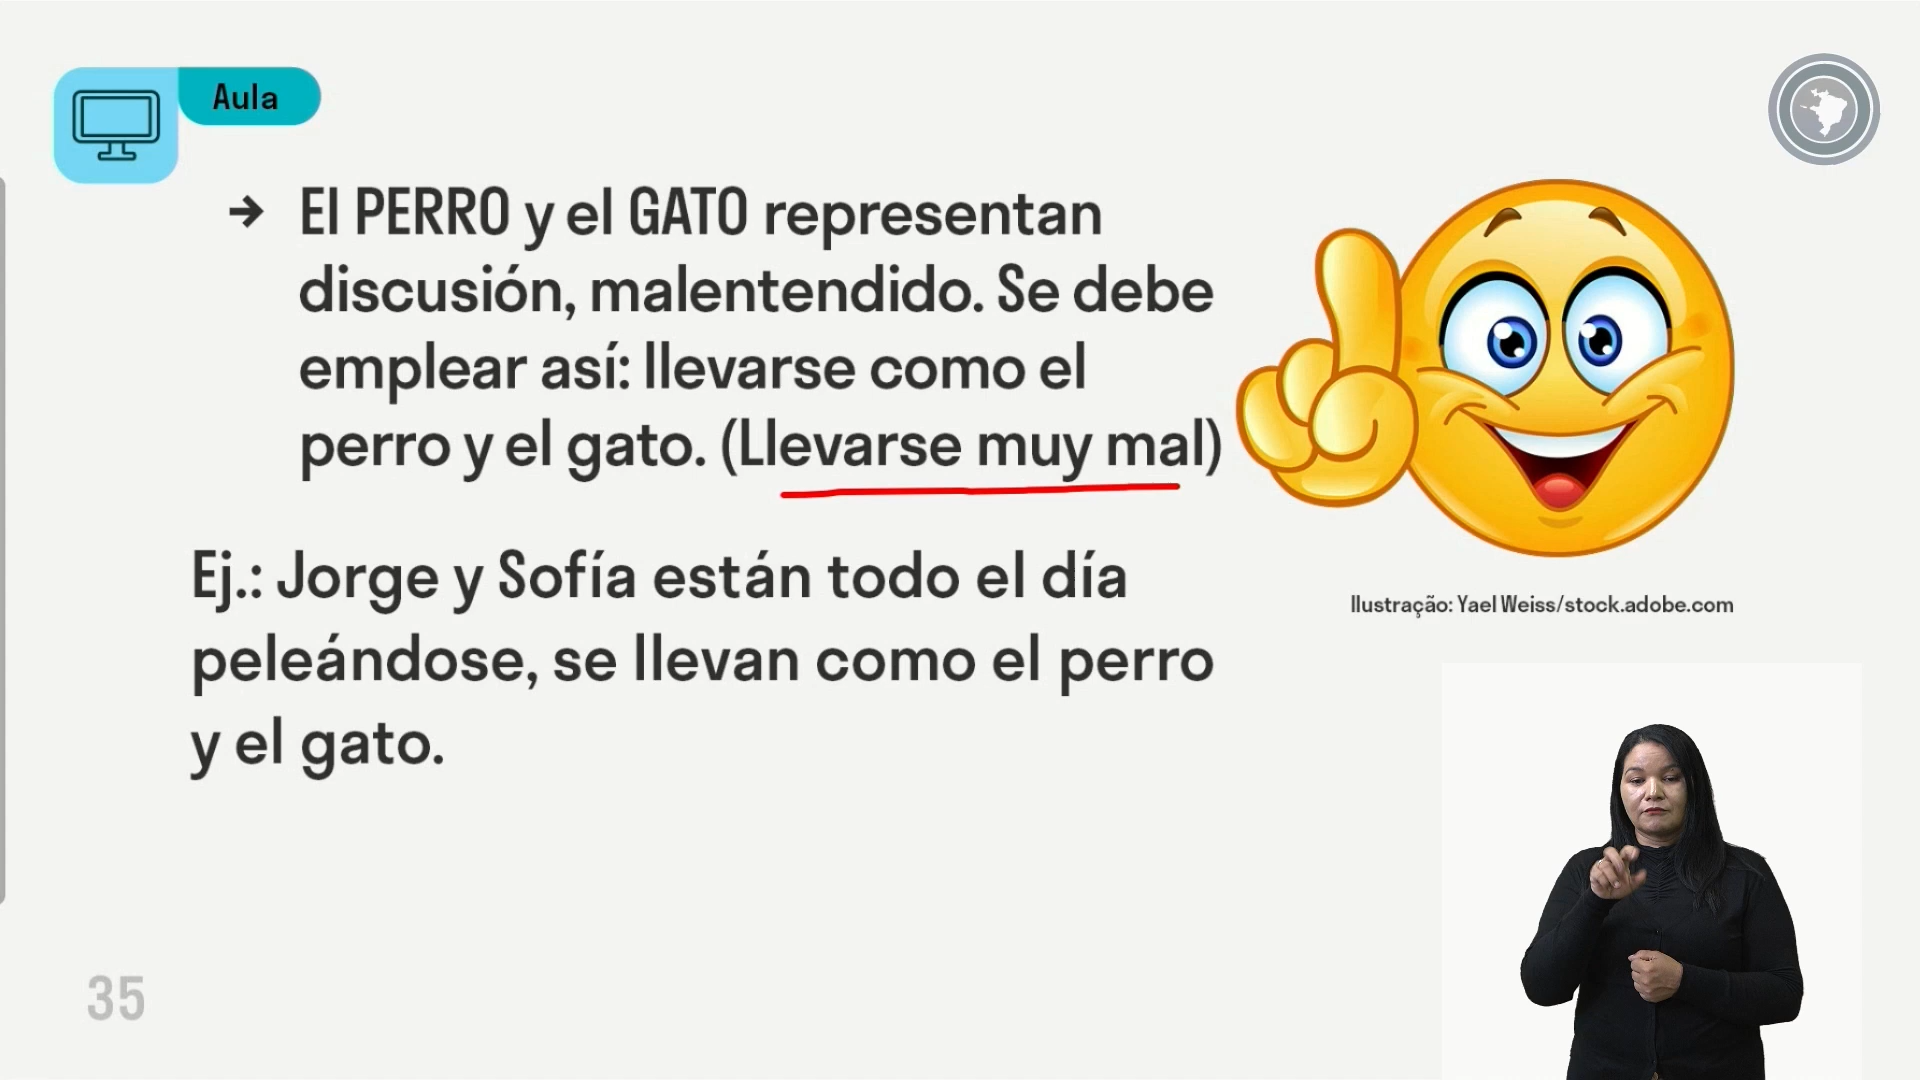 Aula
→ El PERRO y el GATO representan
discusión, malentendido. Se debe
emplear así: llevarse como el
perro y el gato. (Llevarse muy mal)
Ej.: Jorge y Sofía están todo el día
peleándose, se llevan como el perro
y el gato.
Ilustração: Yael Weiss/stock.adobe.com
35